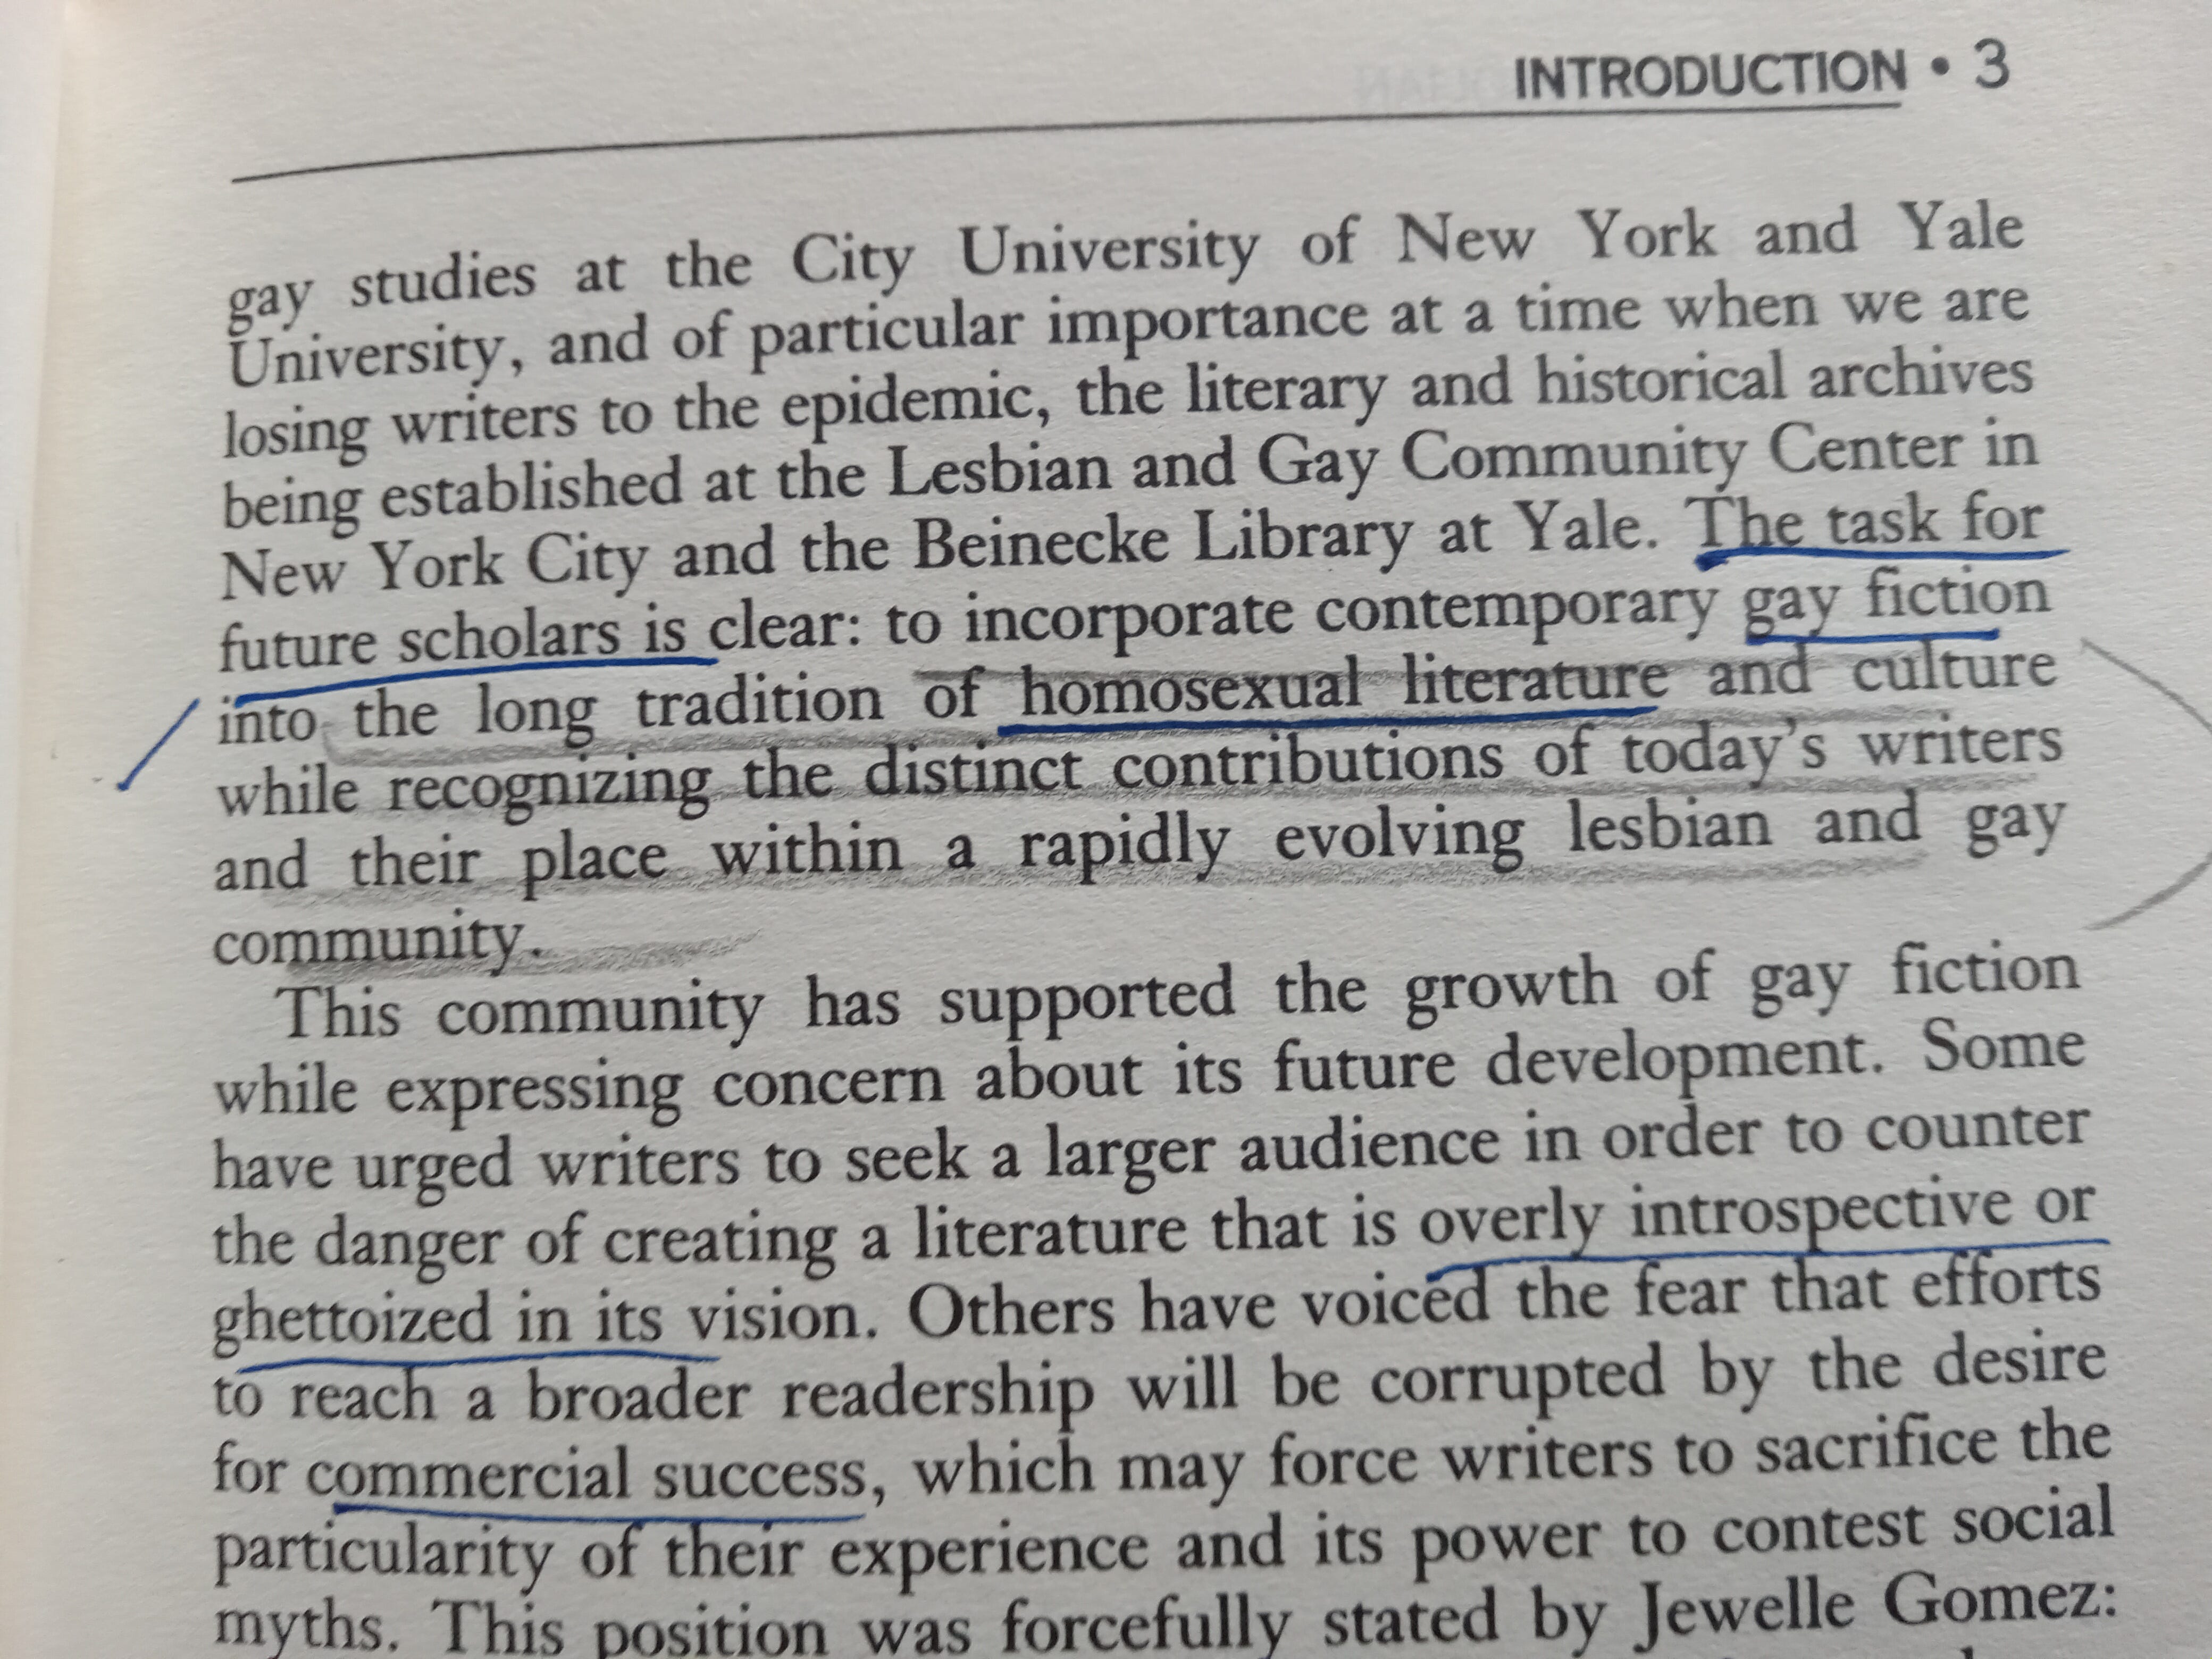 INTRODUCTION • 3
gay studies at the City University of New York and Yale
University, and of particular importance at a time when we are
losing writers to the epidemic, the literary and historical archives
being established at the Lesbian and Gay Community Center in
New York City and the Beinecke Library at Yale. The task for
future scholars is clear: to incorporate contemporary gay fiction
into the long tradition of homosexual literature and culture
while recognizing the distinct contributions of today's writers
and their place within a rapidly evolving lesbian and gay
community.
This community has supported the growth of gay fiction
while expressing concern about its future development. Some
have urged writers to seek a larger audience in order to counter
the danger of creating a literature that is overly introspective or
ghettoized in its vision. Others have voiced the fear that efforts
to reach a broader readership will be corrupted by the desire
for commercial success, which may force writers to sacrifice the
particularity of their experience and its power to contest social
myths. This position was forcefully stated by Jewelle Gomez: